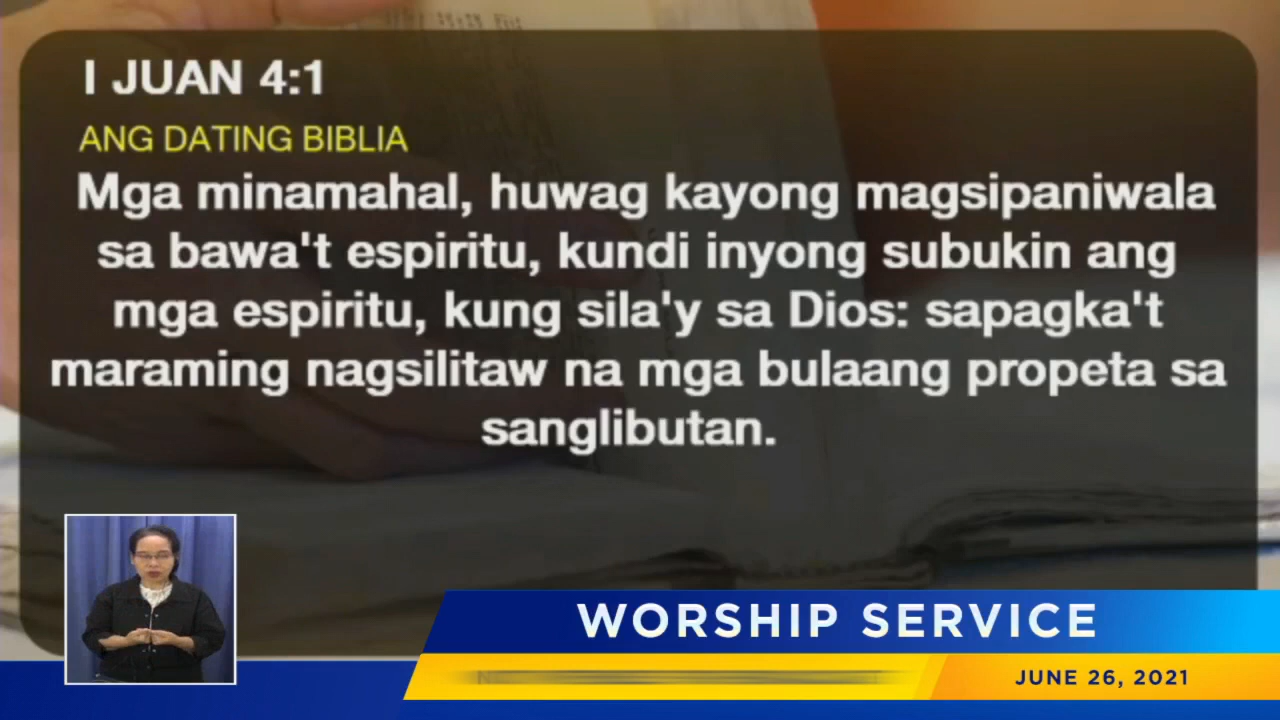 I JUAN 4:1
ANG DATING BIBLIA
Mga minamahal, huwag kayong magsipaniwala
sa bawa't espiritu, kundi inyong subukin ang
mga espiritu, kung sila'y sa Dios: sapagka't
maraming nagsilitaw na mga bulaang propeta sa
sanglibutan.
WORSHIP SERVICE
JUNE 26, 2021